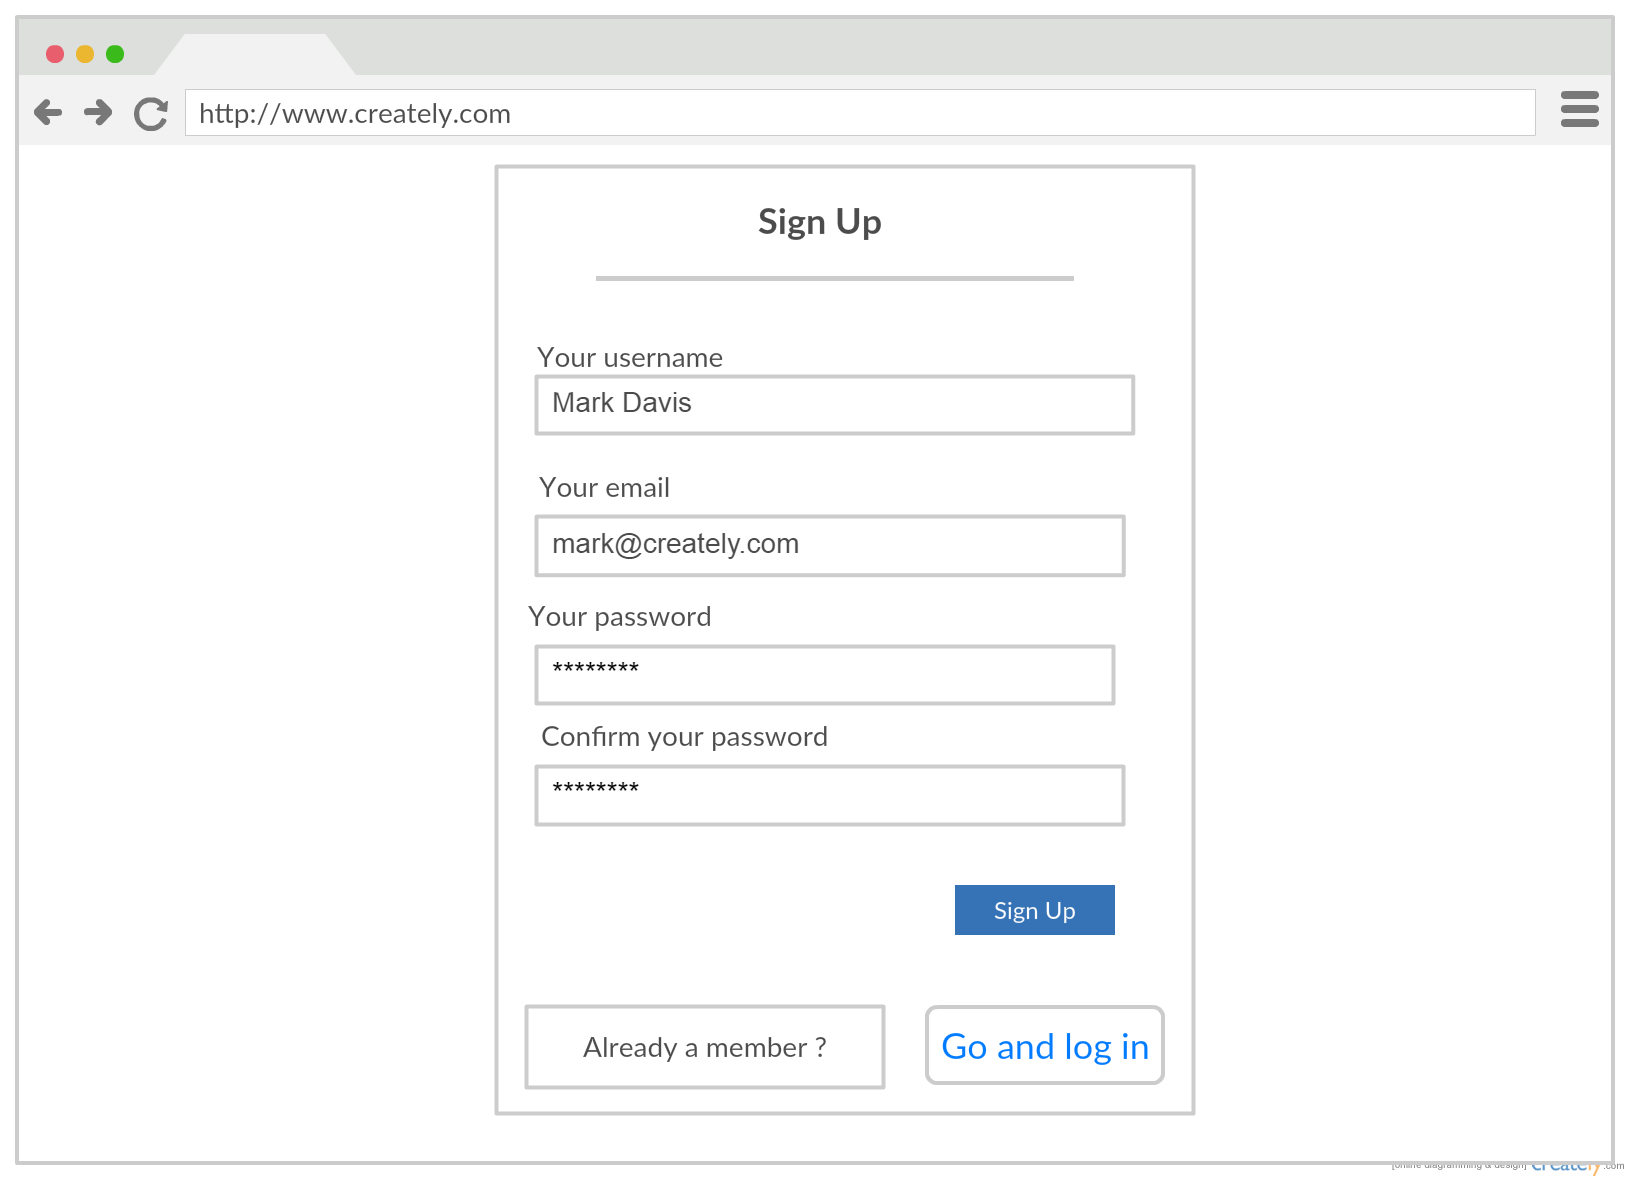 http://www.creately.com
Sign Up
Your username
Mark Davis
Your email
mark@creately.com
Your password
********
Confirm your password
********
Sign Up
Already a member ?
Go and log in
[online diagramming & design] creately.com